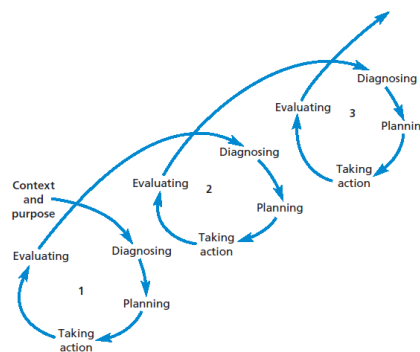 Diagnosing
Evaluating
3
Planning
Taking
action
Diagnosing
Evaluating
2
Planning
Taking
action
Context
and
purpose
Diagnosing
Evaluating
1
Planning
Taking
action